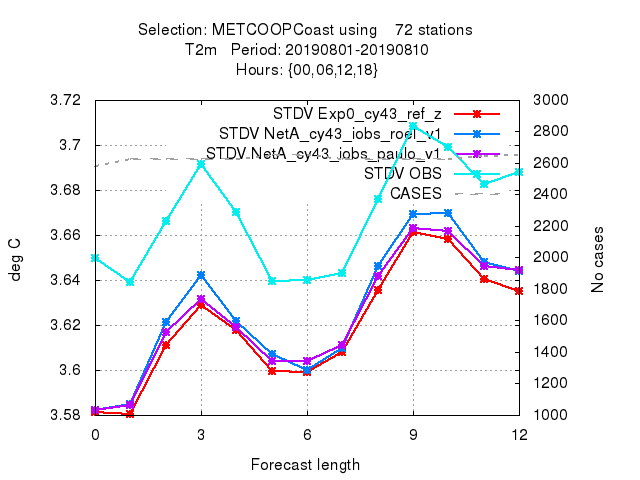 Selection: METCOOPCoast using    72 stations
T2m   Period: 20190801-20190810
Hours: {00,06,12,18}
STDV Exp0_cy43_ref_z
STDV NetA_cy43_iobs_roel_v1
STDV NetA_cy43_iobs_paulo_v1
STDV OBS
CASES
3.72
3.7
3.68
3.66
3.64
3.62
3.6
3.58
deg C
3000
2800
2600
2400
2200
2000
1800
1600
1400
1200
1000
No cases
0
3
6
9
12
Forecast length